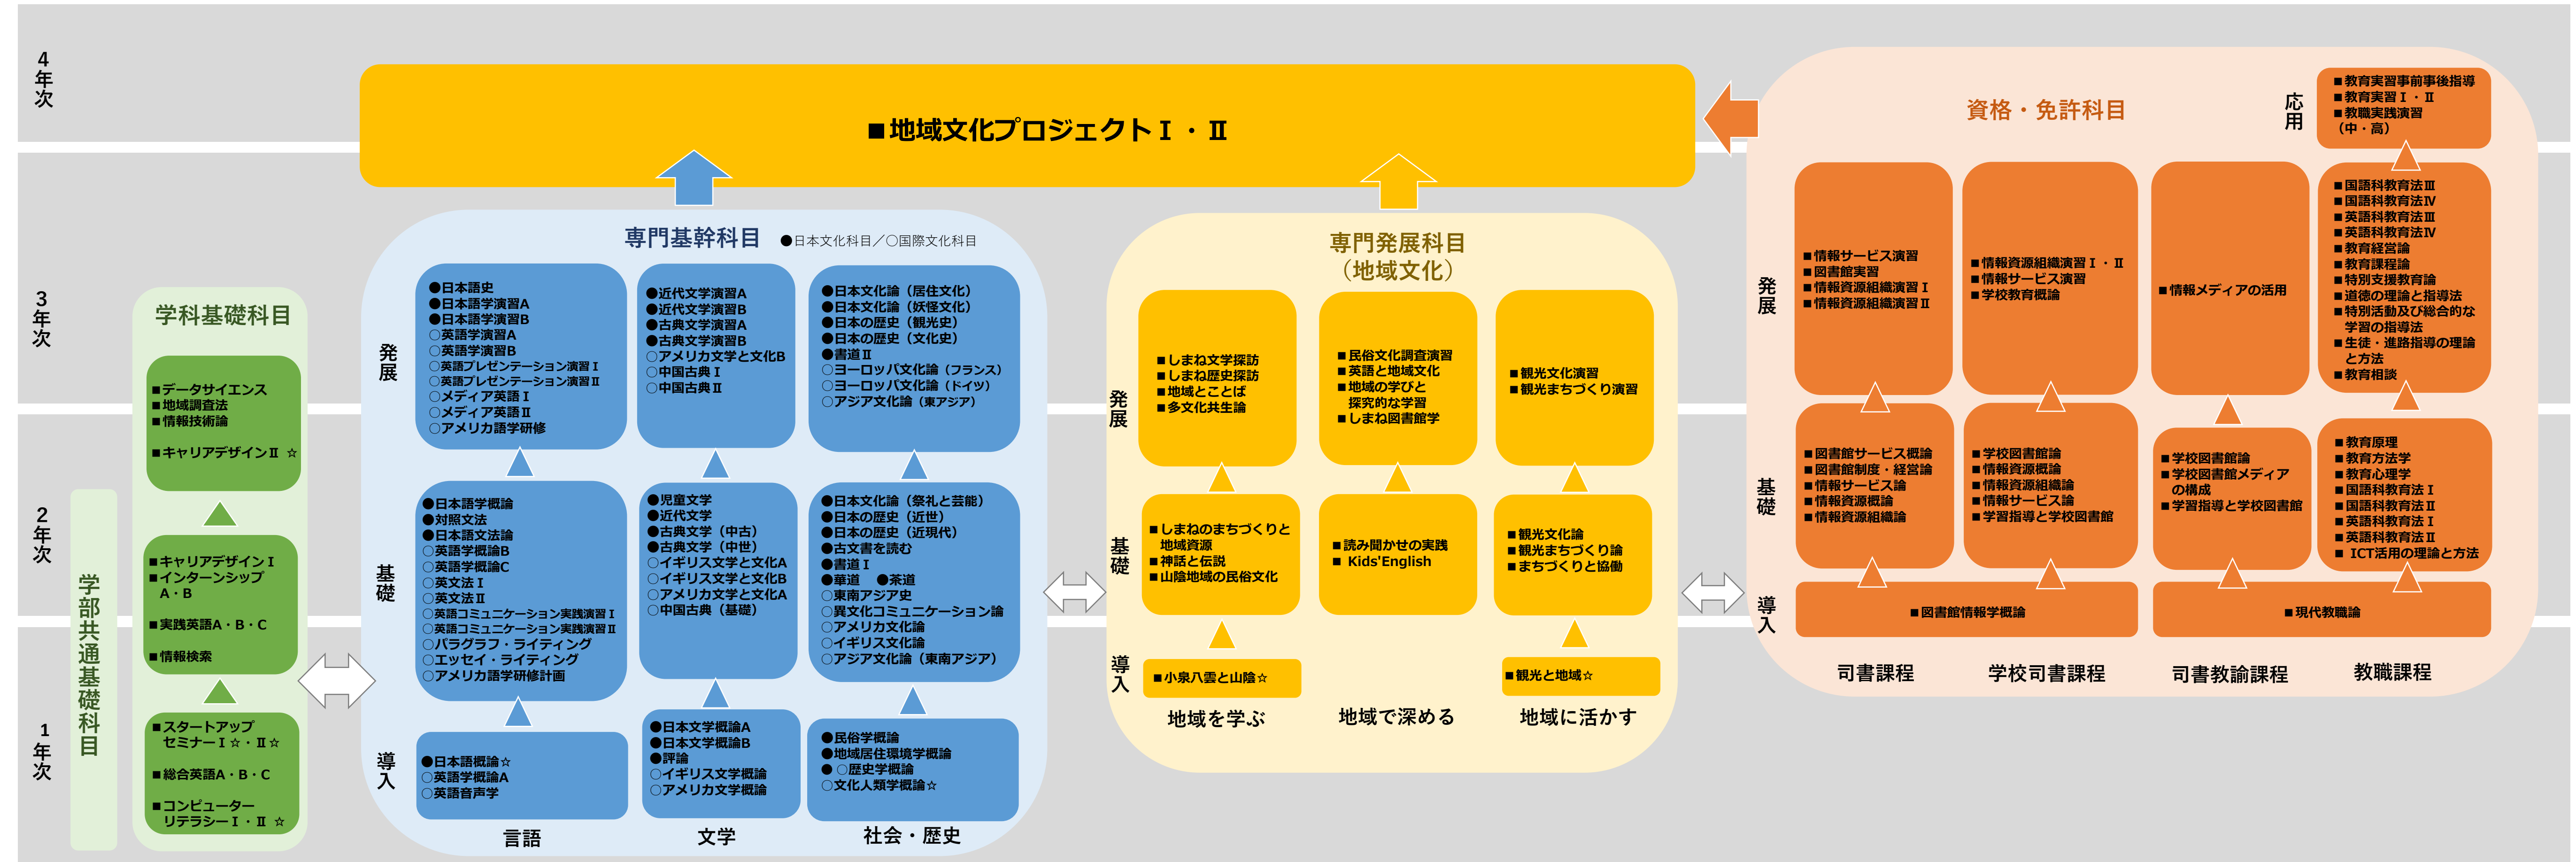 4年次
3年次
2年次
1年次
学部共通基礎科目
学科基礎科目
■データサイエンス
■地域調査法
■情報技術論
■キャリアデザインⅡ ☆
■キャリアデザインⅠ
■インターンシップ
A・B
■実践英語A・B・C
■情報検索
■スタートアップ
セミナーⅠ☆・Ⅱ☆
■総合英語A・B・C
■コンピューター
リテラシーⅠ・Ⅱ ☆
■地域文化プロジェクトⅠ・Ⅱ
専門基幹科目 ●日本文化科目／○国際文化科目
発展
●日本語史
●日本語学演習A
●日本語学演習B
○英語学演習A
○英語学演習B
○英語プレゼンテーション演習Ⅰ
○英語プレゼンテーション演習Ⅱ
○メディア英語Ⅰ
○メディア英語Ⅱ
○アメリカ語学研修
●近代文学演習A
●近代文学演習B
●古典文学演習A
●古典文学演習B
○アメリカ文学と文化B
○中国古典Ⅰ
○中国古典Ⅱ
●日本文化論（居住文化）
●日本文化論（妖怪文化）
●日本の歴史（観光史）
●日本の歴史（文化史）
●書道Ⅱ
○ヨーロッパ文化論（フランス）
○ヨーロッパ文化論（ドイツ）
○アジア文化論（東アジア）
基礎
●日本語学概論
●対照文法
●日本語文法論
○英語学概論B
○英語学概論C
○英文法Ⅰ
○英文法Ⅱ
○英語コミュニケーション実践演習Ⅰ
○英語コミュニケーション実践演習Ⅱ
○パラグラフ・ライティング
○エッセイ・ライティング
○アメリカ語学研修計画
●児童文学
●近代文学
●古典文学（中古）
●古典文学（中世）
○イギリス文学と文化A
○イギリス文学と文化B
○アメリカ文学と文化A
○中国古典（基礎）
●日本文化論（祭礼と芸能）
●日本の歴史（近世）
●日本の歴史（近現代）
●古文書を読む
●書道Ⅰ
●華道 ●茶道
○東南アジア史
○異文化コミュニケーション論
○アメリカ文化論
○イギリス文化論
○アジア文化論（東南アジア）
導入
●日本語概論☆
○英語学概論A
○英語音声学
●日本文学概論A
●日本文学概論B
●評論
○イギリス文学概論
○アメリカ文学概論
●民俗学概論
●地域居住環境学概論
●○歴史学概論
○文化人類学概論☆
言語
文学
社会・歴史
専門発展科目
（地域文化）
発展
■しまね文学探訪
■しまね歴史探訪
■地域とことば
■多文化共生論
■民俗文化調査演習
■英語と地域文化
■地域の学びと
探究的な学習
■しまね図書館学
■観光文化演習
■観光まちづくり演習
基礎
■しまねのまちづくりと
地域資源
■神話と伝説
■山陰地域の民俗文化
■読み聞かせの実践
■ Kids'English
■観光文化論
■観光まちづくり論
■まちづくりと協働
導入
■小泉八雲と山陰☆
■観光と地域☆
地域を学ぶ
地域で深める
地域に活かす
資格・免許科目
応用
■教育実習事前事後指導
■教育実習Ⅰ・Ⅱ
■教職実践演習
（中・高）
発展
■情報サービス演習
■図書館実習
■情報資源組織演習Ⅰ
■情報資源組織演習Ⅱ
■情報資源組織演習Ⅰ・Ⅱ
■情報サービス演習
■学校教育概論
■情報メディアの活用
■国語科教育法Ⅲ
■国語科教育法Ⅳ
■英語科教育法Ⅲ
■英語科教育法Ⅳ
■教育経営論
■教育課程論
■特別支援教育論
■道徳の理論と指導法
■特別活動及び総合的な
学習の指導法
■生徒・進路指導の理論
と方法
■教育相談
基礎
■図書館サービス概論
■図書館制度・経営論
■情報サービス論
■情報資源概論
■情報資源組織論
■学校図書館論
■情報資源概論
■情報資源組織論
■情報サービス論
■学習指導と学校図書館
■学校図書館論
■学校図書館メディア
の構成
■学習指導と学校図書館
■教育原理
■教育方法学
■教育心理学
■国語科教育法Ⅰ
■国語科教育法Ⅱ
■英語科教育法Ⅰ
■英語科教育法Ⅱ
■ ICT活用の理論と方法
導入
■図書館情報学概論
■現代教職論
司書課程
学校司書課程
司書教諭課程
教職課程